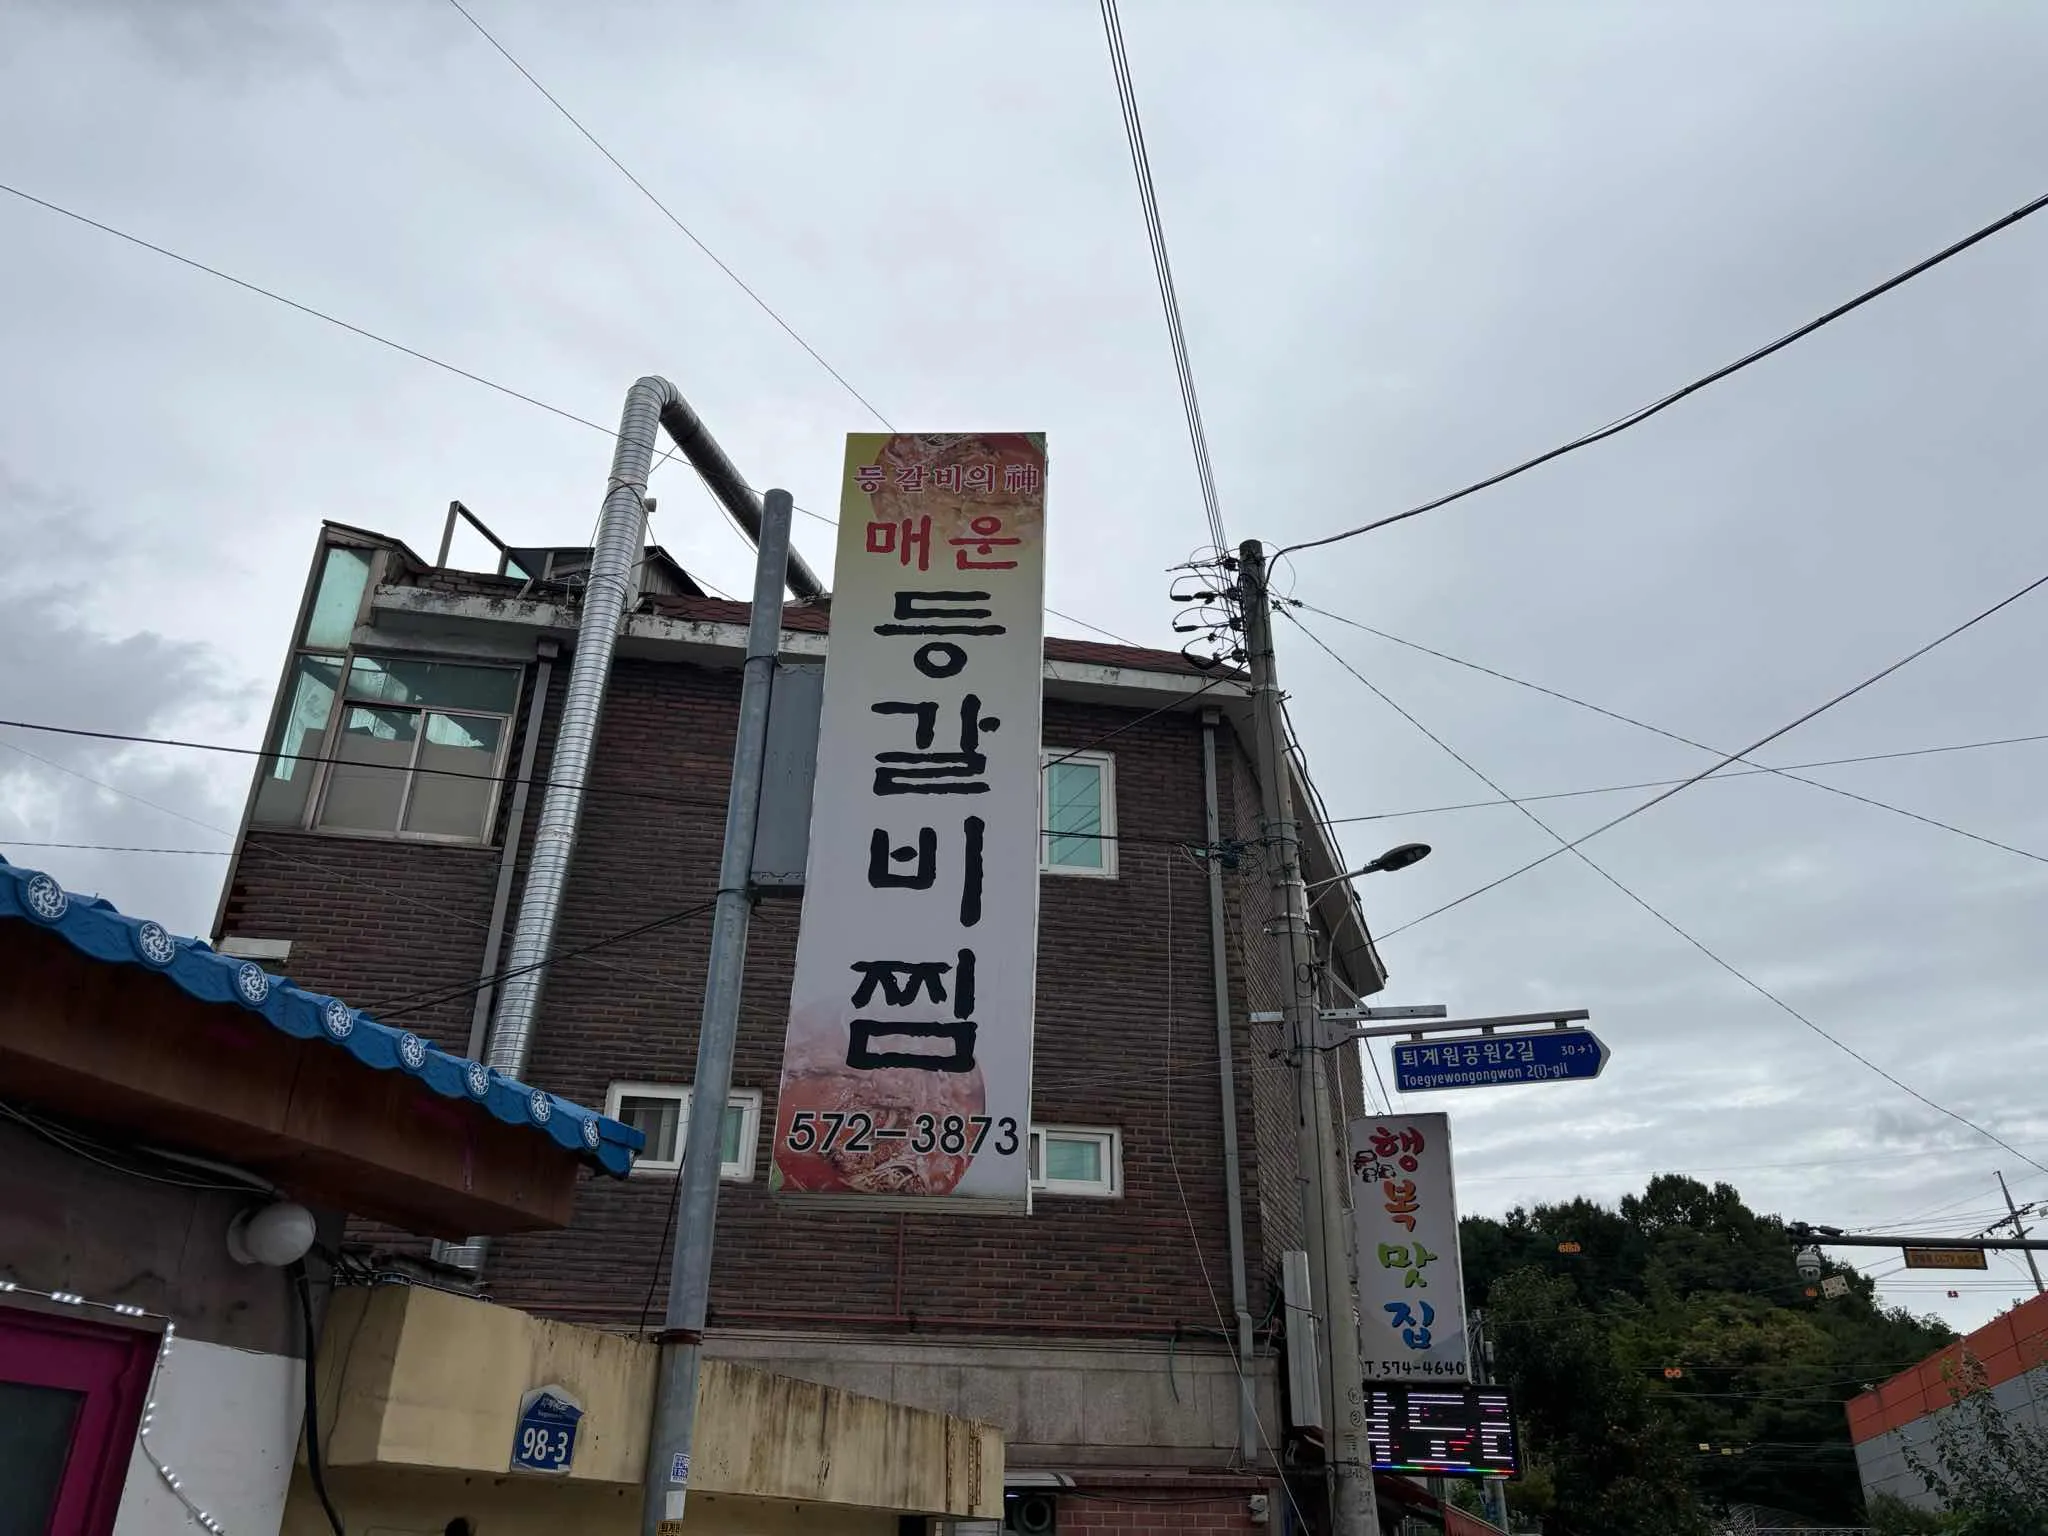 등갈비의 神
매운
등갈비찜
572-3873
퇴계원공원2길 30→1
Toegyewongongwon 2(i)-gil
행복맛집
T.574-4640
98-3